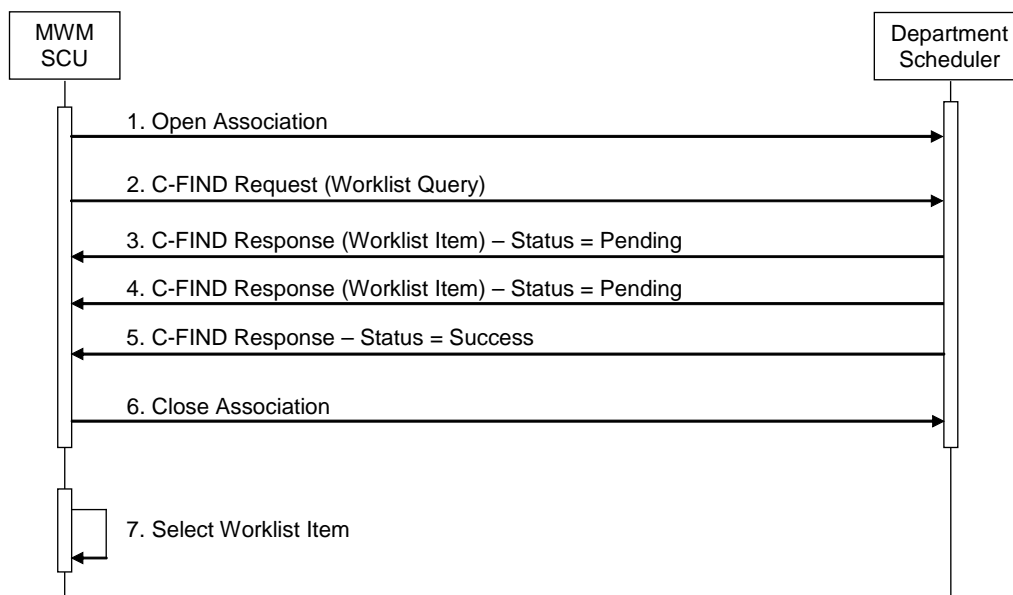 MWM
SCU
Department
Scheduler
1. Open Association
2. C-FIND Request (Worklist Query)
3. C-FIND Response (Worklist Item) – Status = Pending
4. C-FIND Response (Worklist Item) – Status = Pending
5. C-FIND Response – Status = Success
6. Close Association
7. Select Worklist Item